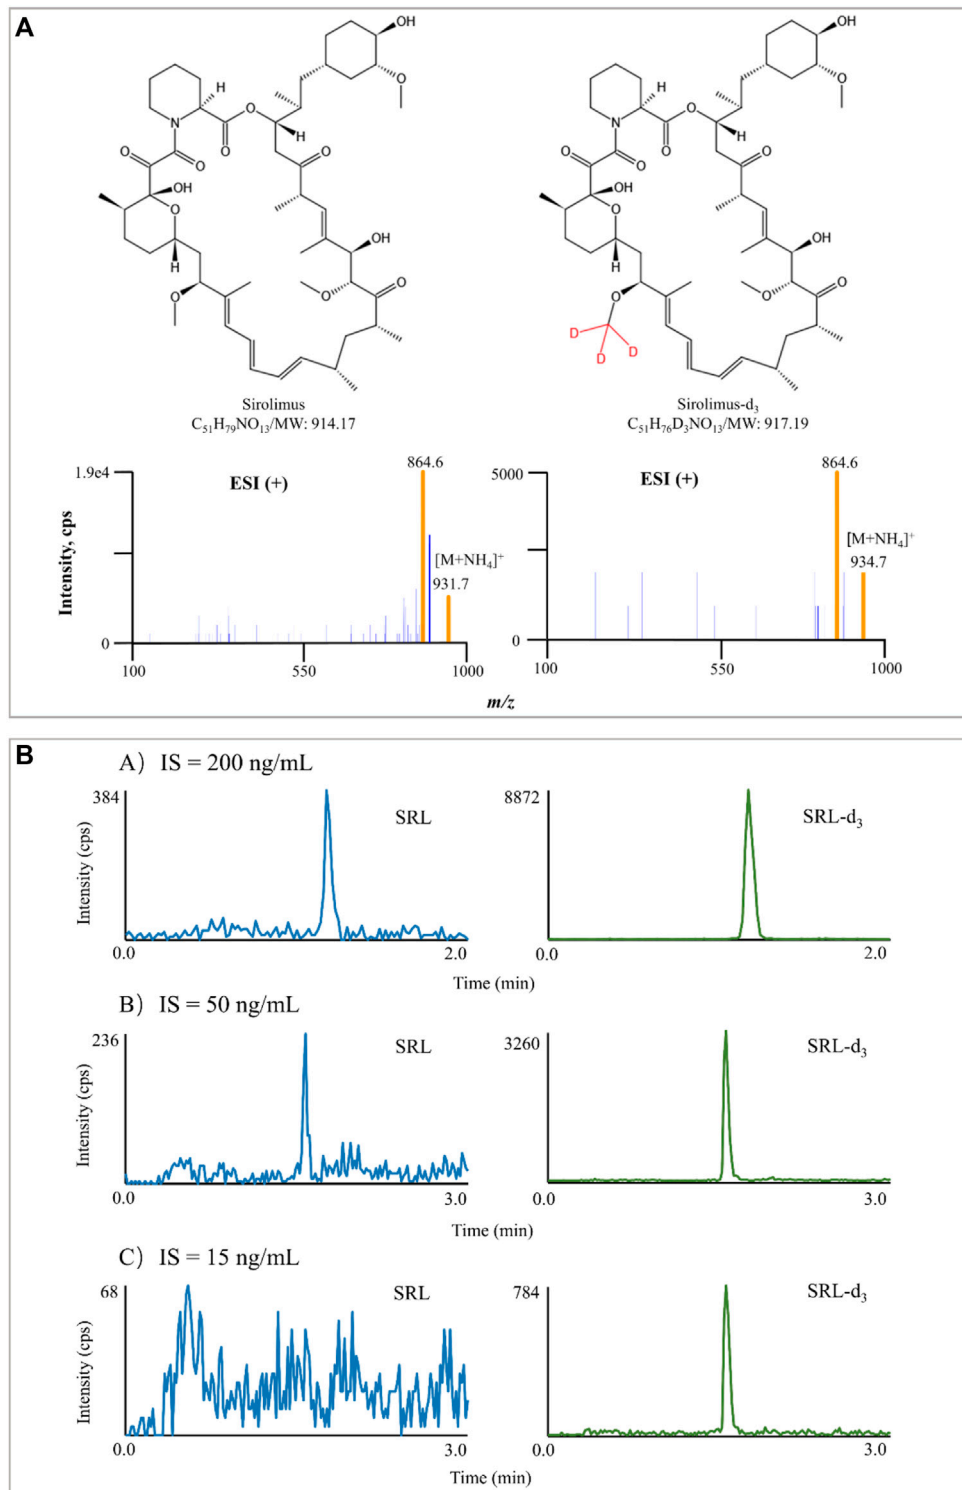 A
OH
H
O
O
N
O
H
O
O
O
O
OH
O
H
OH
O
O
O
Sirolimus
C₅₁H₇₉NO₁₃/MW: 914.17
OH
H
O
O
N
O
H
O
O
O
O
OH
O
H
OH
O
O
O
D
D
D
Sirolimus-d₃
C₅₁H₇₆D₃NO₁₃/MW: 917.19
Intensity, cps
1.9e4
0
ESI (+)
864.6
[M+NH₄]⁺
931.7
100
550
1000
5000
0
ESI (+)
864.6
[M+NH₄]⁺
934.7
100
550
1000
m/z
B
A) IS = 200 ng/mL
Intensity (cps)
384
SRL
0.0
2.0
8872
SRL-d₃
0.0
2.0
Time (min)
B) IS = 50 ng/mL
Intensity (cps)
236
SRL
0.0
3.0
3260
SRL-d₃
0.0
3.0
Time (min)
C) IS = 15 ng/mL
Intensity (cps)
68
SRL
0.0
3.0
784
SRL-d₃
0.0
3.0
Time (min)